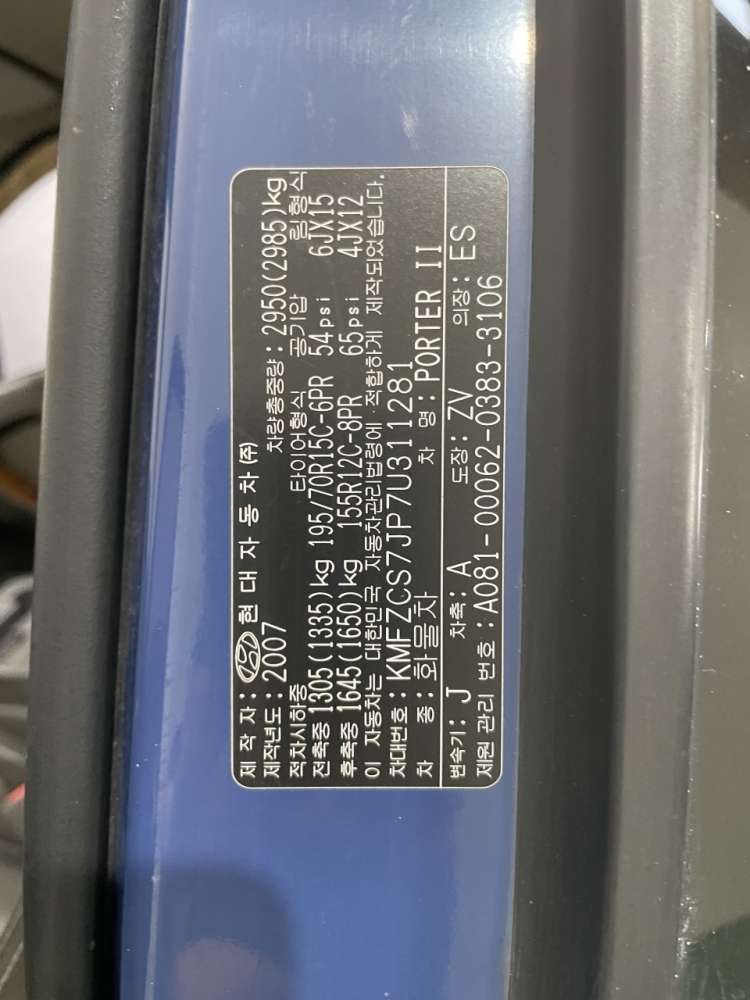 제 작 자 : 현 대 자 동 차 (주)
제작년도 : 2007 차량총중량 : 2950(2985)kg
적차시하중 타이어형식 공기압 림형식
전축중 1305(1335)kg 195/70R15C-6PR 54psi 6JX15
후축중 1645(1650)kg 155R12C-8PR 65psi 4JX12
이 자동차는 대한민국 자동차관리법령에 적합하게 제작되었습니다.
차대번호 : KMFZCS7JP7U311281
차 종 : 화물차 차 명 : PORTER II
변속기 : J 차축 : A 도장 : ZV 의장 : ES
제원 관리 번호 : A081-00062-0383-3106